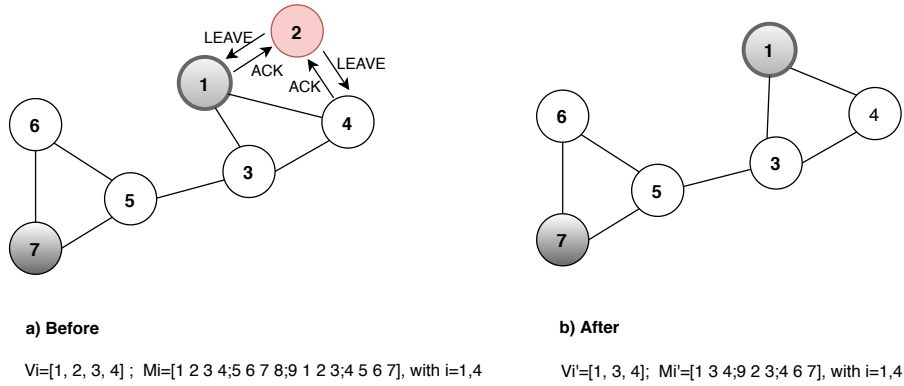 2
LEAVE
LEAVE
ACK
ACK
1
4
3
6
5
7
1
4
3
6
5
7
a) Before
b) After
Vi=[1, 2, 3, 4] ; Mi=[1 2 3 4;5 6 7 8;9 1 2 3;4 5 6 7], with i=1,4
Vi'=[1, 3, 4]; Mi'=[1 3 4;9 2 3;4 6 7], with i=1,4